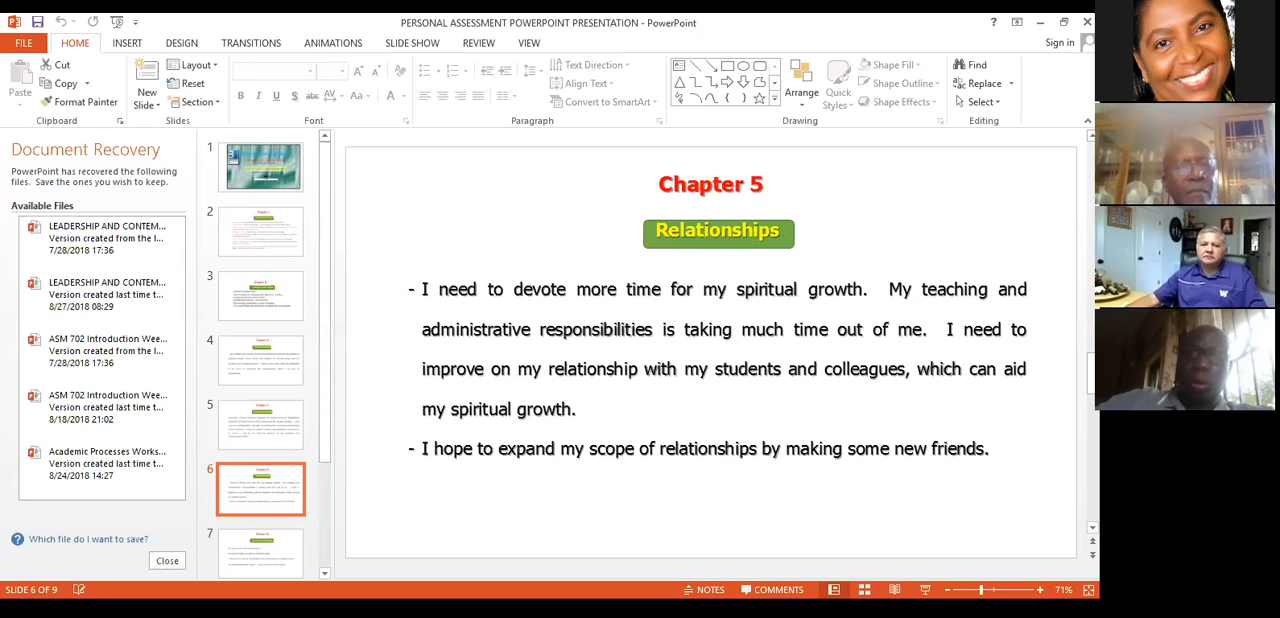 PERSONAL ASSESSMENT POWERPOINT PRESENTATION - PowerPoint
FILE HOME INSERT DESIGN TRANSITIONS ANIMATIONS SLIDE SHOW REVIEW VIEW Sign in
Paste
Cut
Copy
Format Painter
Clipboard
New Slide
Layout
Reset
Section
Slides
B I U S abc AV Aa A
Font
Text Direction
Align Text
Convert to SmartArt
Paragraph
Arrange
Quick Styles
Shape Fill
Shape Outline
Shape Effects
Drawing
Find
Replace
Select
Editing
Document Recovery
PowerPoint has recovered the following
files. Save the ones you wish to keep.
Available Files
LEADERSHIP AND CONTEM...
Version created from the l...
7/28/2018 17:36
LEADERSHIP AND CONTEM...
Version created last time t...
8/27/2018 08:29
ASM 702 Introduction Wee...
Version created from the l...
7/28/2018 17:36
ASM 702 Introduction Wee...
Version created last time t...
8/18/2018 21:02
Academic Processes Works...
Version created last time t...
8/24/2018 14:27
Which file do I want to save?
Close
1
2
3
4
5
6
7
Chapter 5
Relationships
- I need to devote more time for my spiritual growth. My teaching and
administrative responsibilities is taking much time out of me. I need to
improve on my relationship with my students and colleagues, which can aid
my spiritual growth.
- I hope to expand my scope of relationships by making some new friends.
W
SLIDE 6 OF 9 NOTES COMMENTS 71%